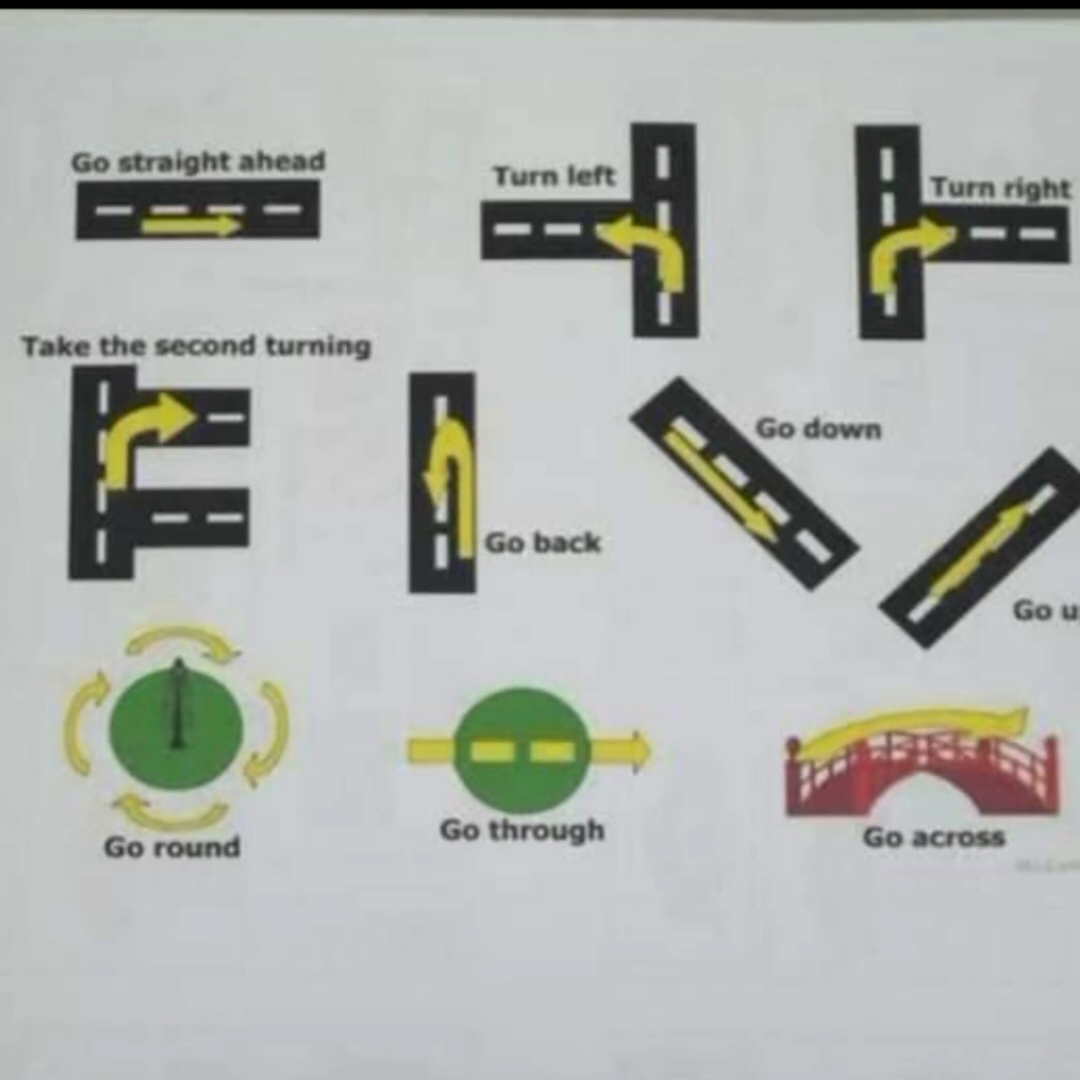 Go straight ahead
Turn left
Turn right
Take the second turning
Go down
Go back
Go u
Go round
Go through
Go across